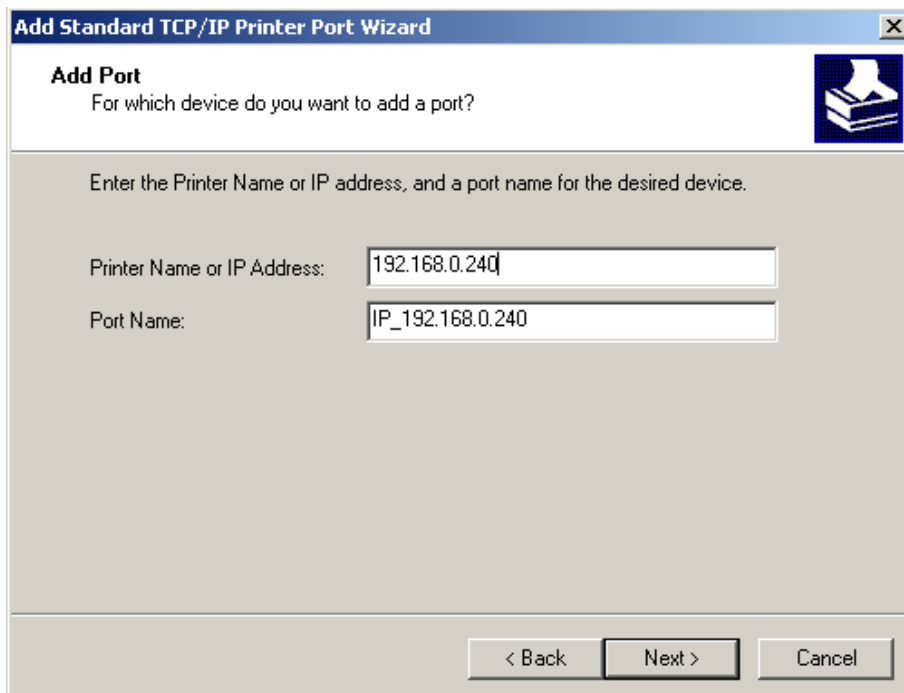 Add Standard TCP/IP Printer Port Wizard
Add Port
For which device do you want to add a port?
Enter the Printer Name or IP address, and a port name for the desired device.
Printer Name or IP Address: 192.168.0.240
Port Name: IP_192.168.0.240
< Back Next > Cancel